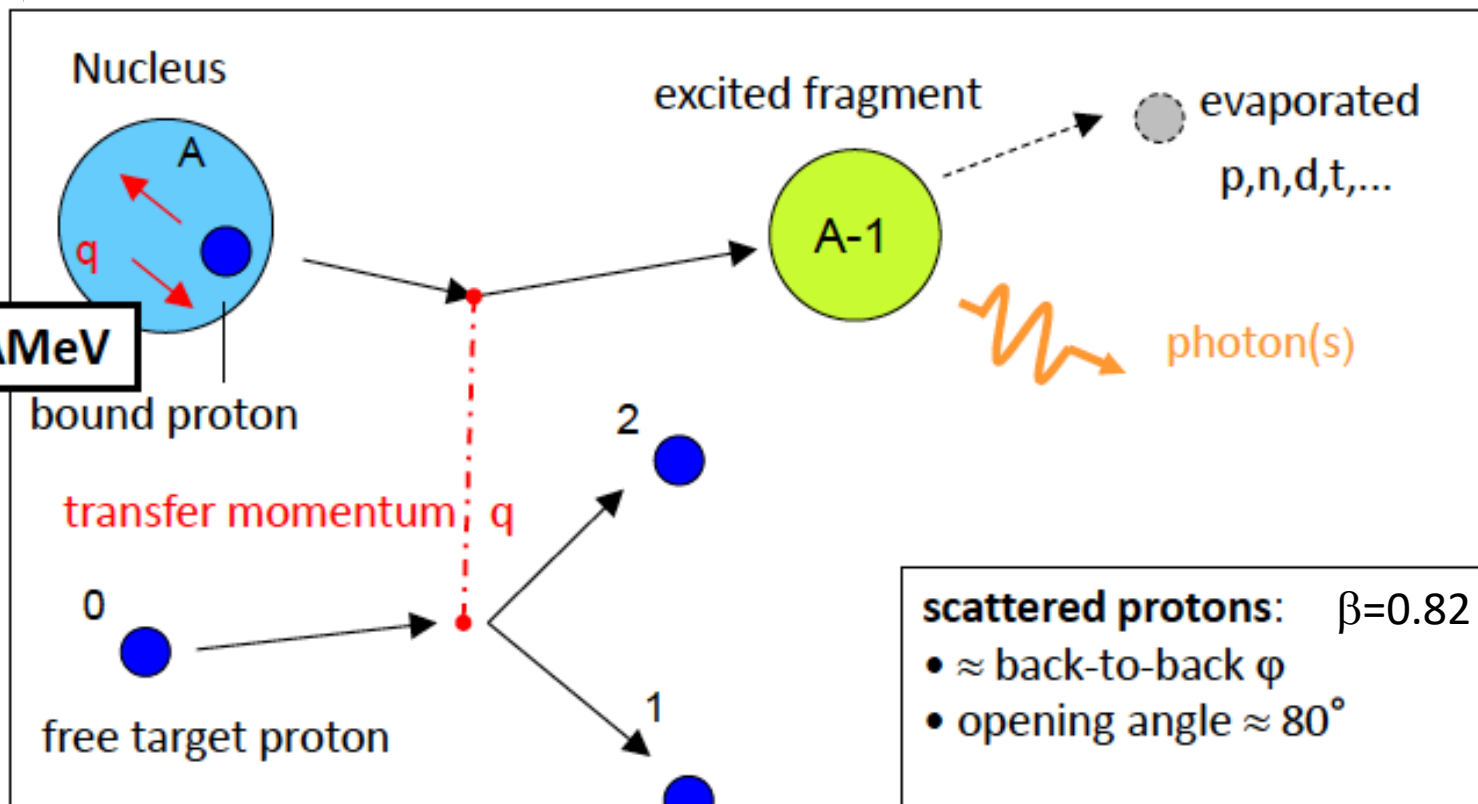 Nucleus
A
q
AMeV
bound proton
excited fragment
A-1
evaporated
p,n,d,t,...
photon(s)
transfer momentum q
2
0
1
free target proton
scattered protons: β=0.82
• ≈ back-to-back φ
• opening angle ≈ 80°